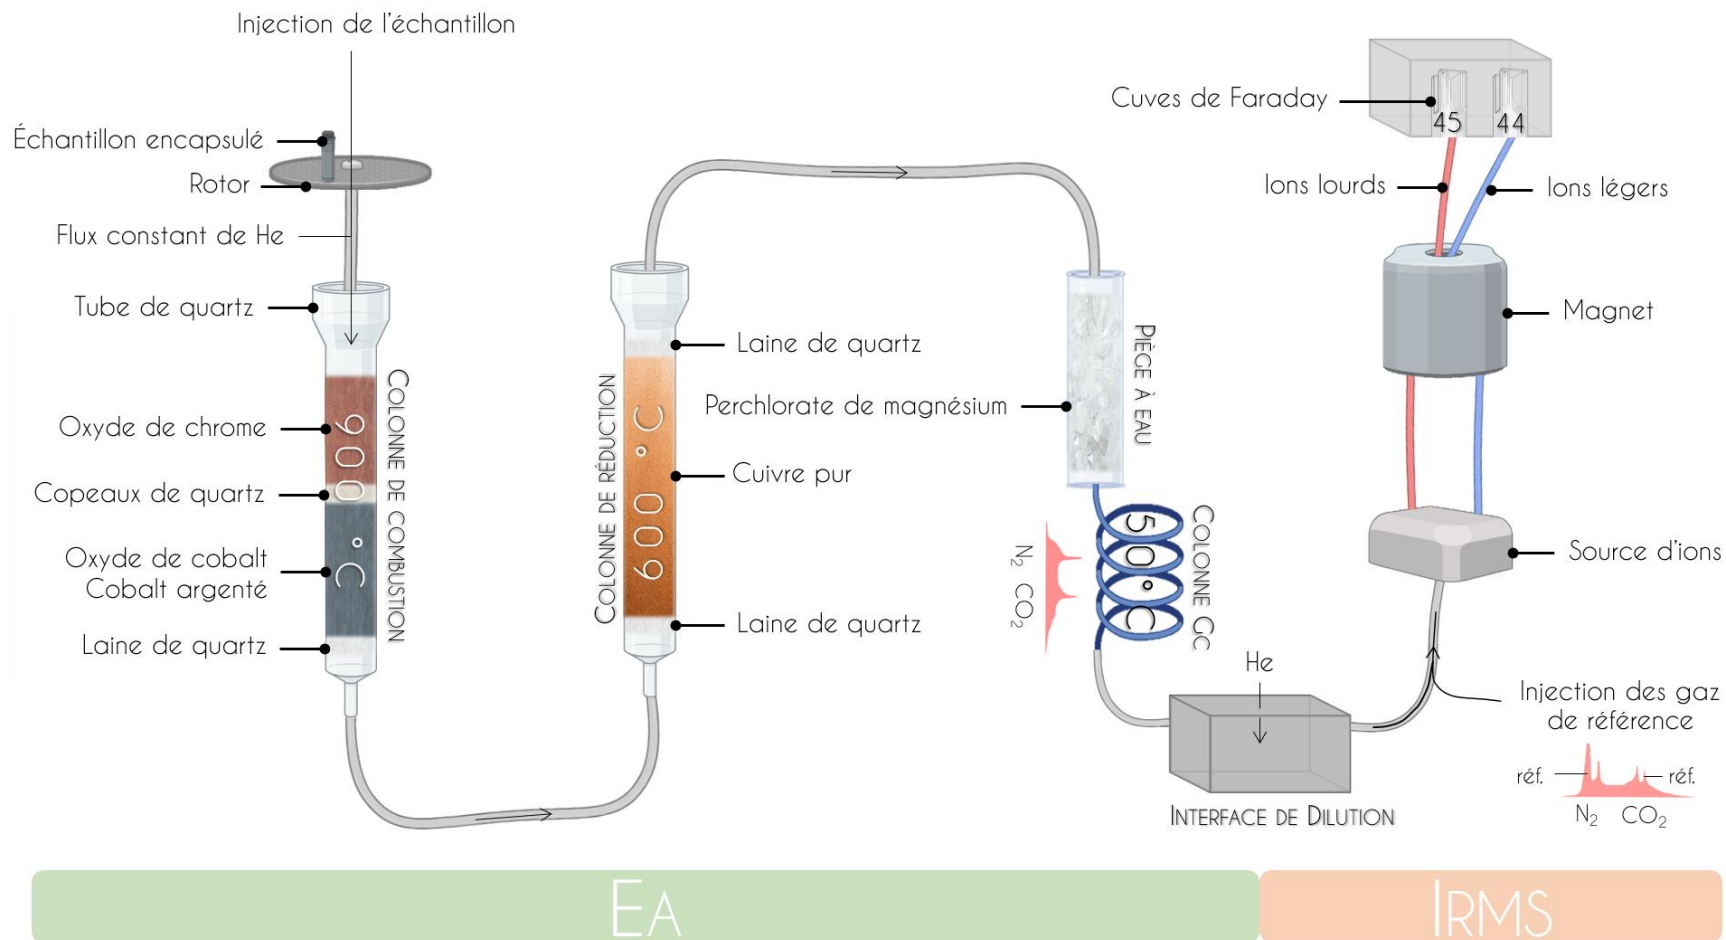 Injection de l'échantillon
Échantillon encapsulé
Rotor
Flux constant de He
Tube de quartz
Oxyde de chrome
Copeaux de quartz
Oxyde de cobalt
Cobalt argenté
Laine de quartz
900 °C
COLONNE DE COMBUSTION
COLONNE DE RÉDUCTION
600 °C
Laine de quartz
Perchlorate de magnésium
Cuivre pur
Laine de quartz
PIÈGE À EAU
N₂ CO₂
50°C
COLONNE GC
He
INTERFACE DE DILUTION
Cuves de Faraday
45 44
Ions lourds
Ions légers
Magnet
Source d'ions
Injection des gaz
de référence
réf. réf.
N₂ CO₂
EA
IRMS